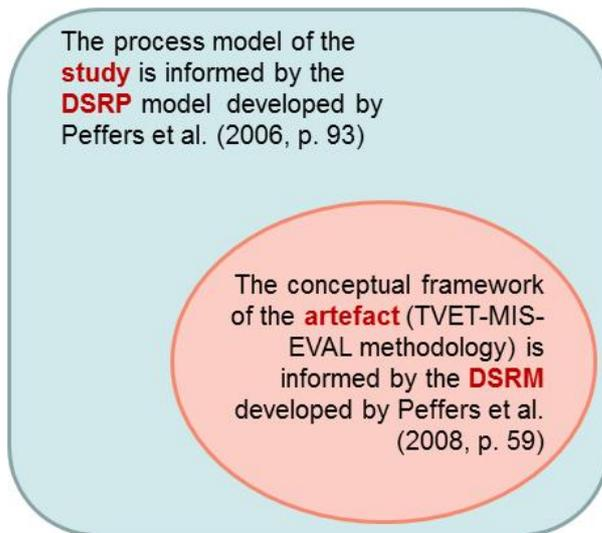 The process model of the
study is informed by the
DSRP model developed by
Peffers et al. (2006, p. 93)
The conceptual framework
of the artefact (TVET-MIS-
EVAL methodology) is
informed by the DSRM
developed by Peffers et al.
(2008, p. 59)